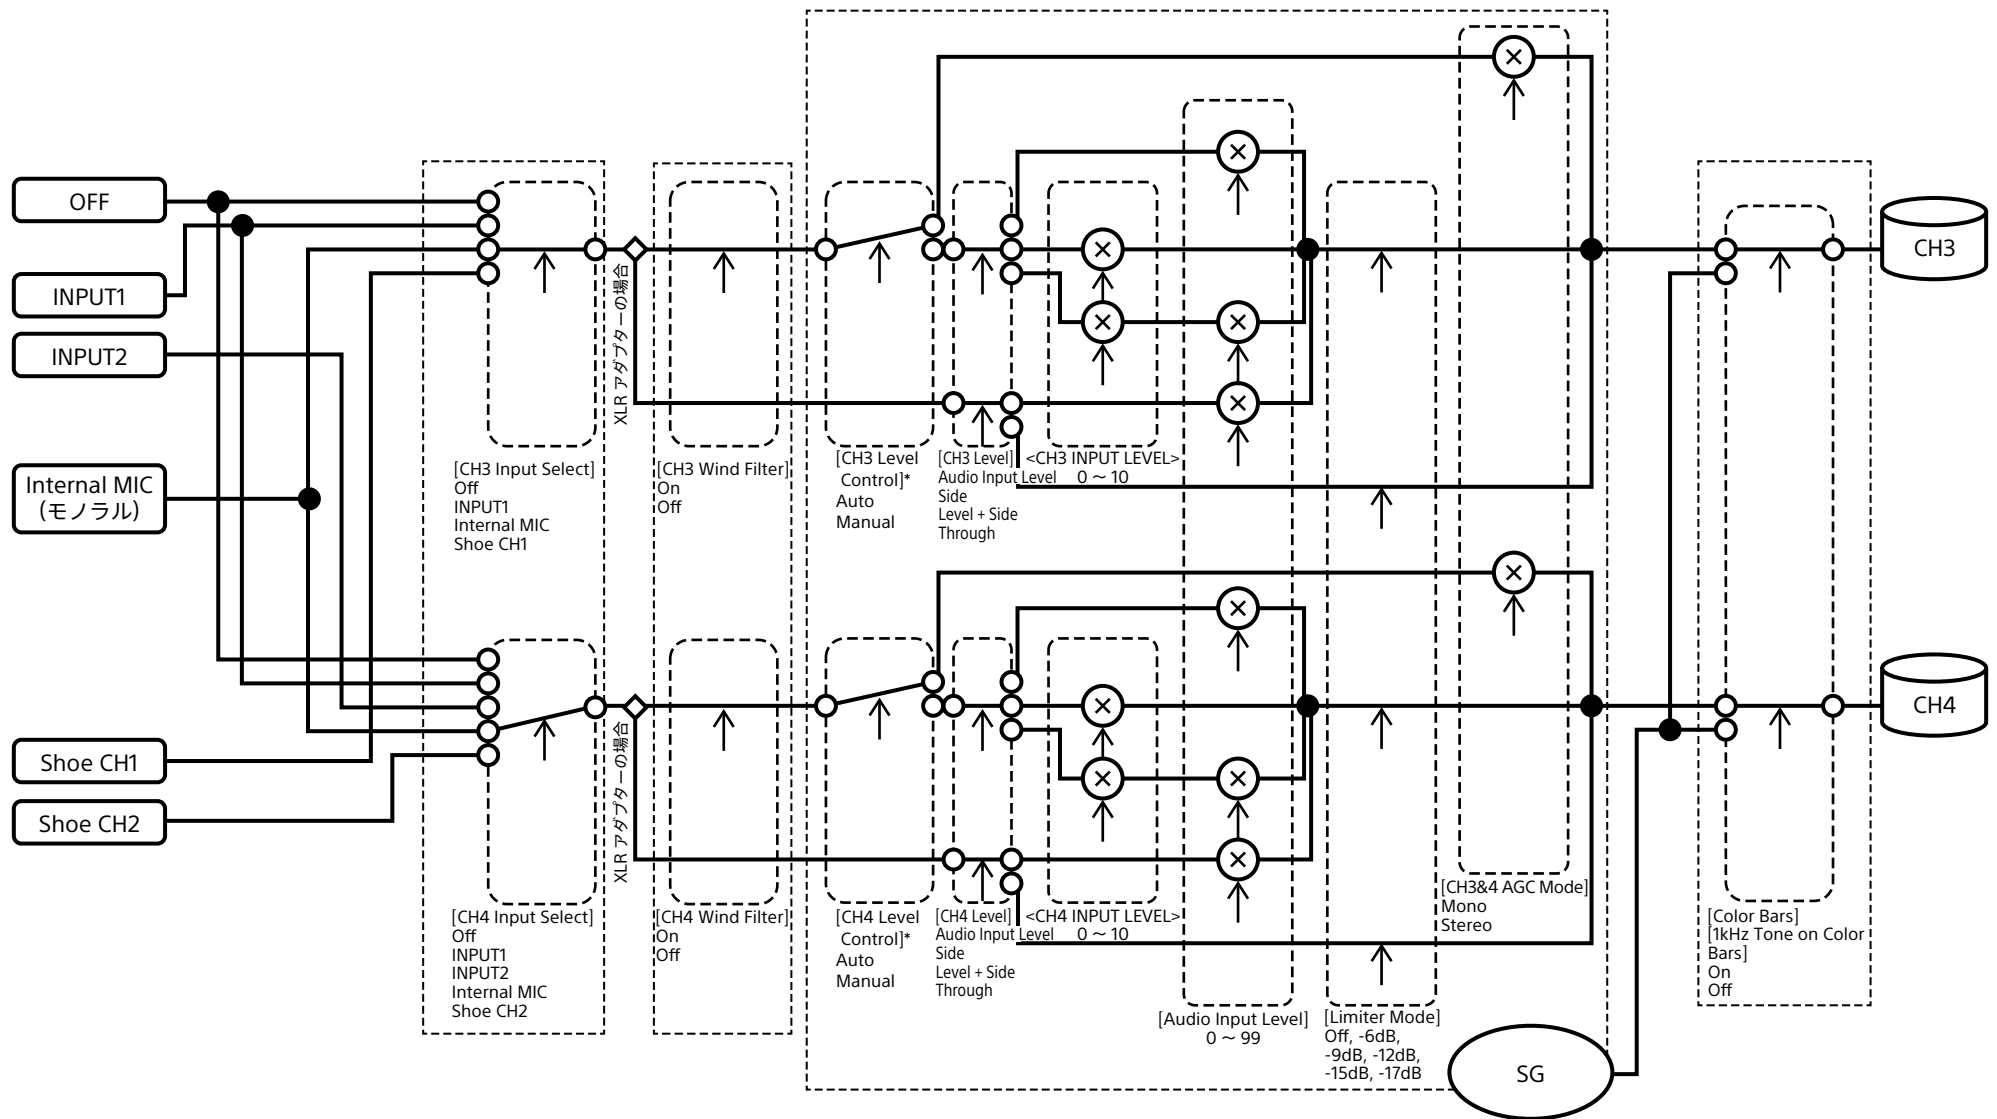 OFF
INPUT1
INPUT2
Internal MIC
(モノラル)
Shoe CH1
Shoe CH2
[CH3 Input Select]
Off
INPUT1
Internal MIC
Shoe CH1
XLR アダプターの場合
[CH3 Wind Filter]
On
Off
[CH3 Level
Control]*
Auto
Manual
[CH3 Level]
Audio Input Level
Side
Level + Side
Through
<CH3 INPUT LEVEL>
0 ~ 10
CH3
[CH4 Input Select]
Off
INPUT1
INPUT2
Internal MIC
Shoe CH2
XLR アダプターの場合
[CH4 Wind Filter]
On
Off
[CH4 Level
Control]*
Auto
Manual
[CH4 Level]
Audio Input Level
Side
Level + Side
Through
<CH4 INPUT LEVEL>
0 ~ 10
[Audio Input Level]
0 ~ 99
[Limiter Mode]
Off, -6dB,
-9dB, -12dB,
-15dB, -17dB
[CH3&4 AGC Mode]
Mono
Stereo
SG
[Color Bars]
[1kHz Tone on Color
Bars]
On
Off
CH4